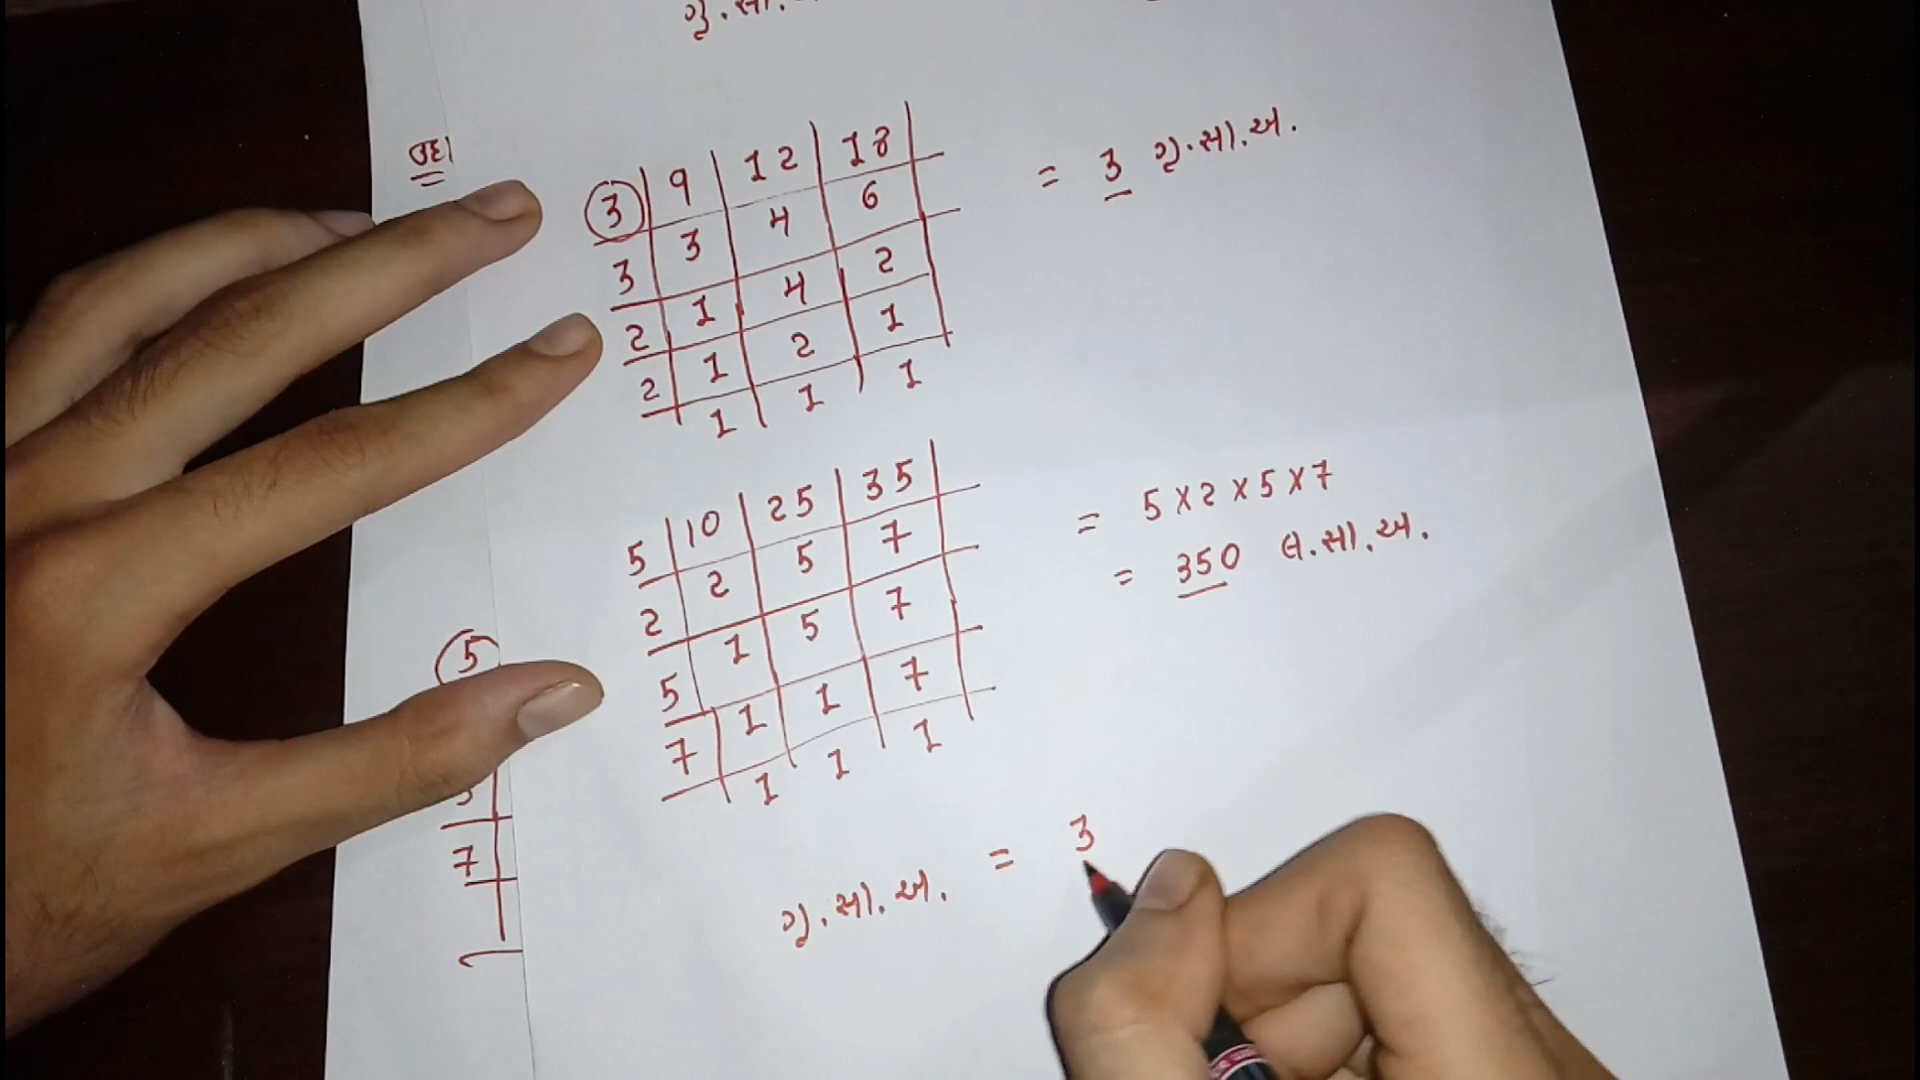 ગુ.સા.
ઉદા
3 9 12 18 = 3 ગુ.સા.અ.
3 3 4 6
2 1 4 2
2 1 2 1
1 1 1
5 10 25 35 = 5 x 2 x 5 x 7
2 2 5 7 = 350 લ.સા.અ.
5 1 5 7
7 1 1 7
1 1 1
5
7
ગુ.સા.અ. = 3